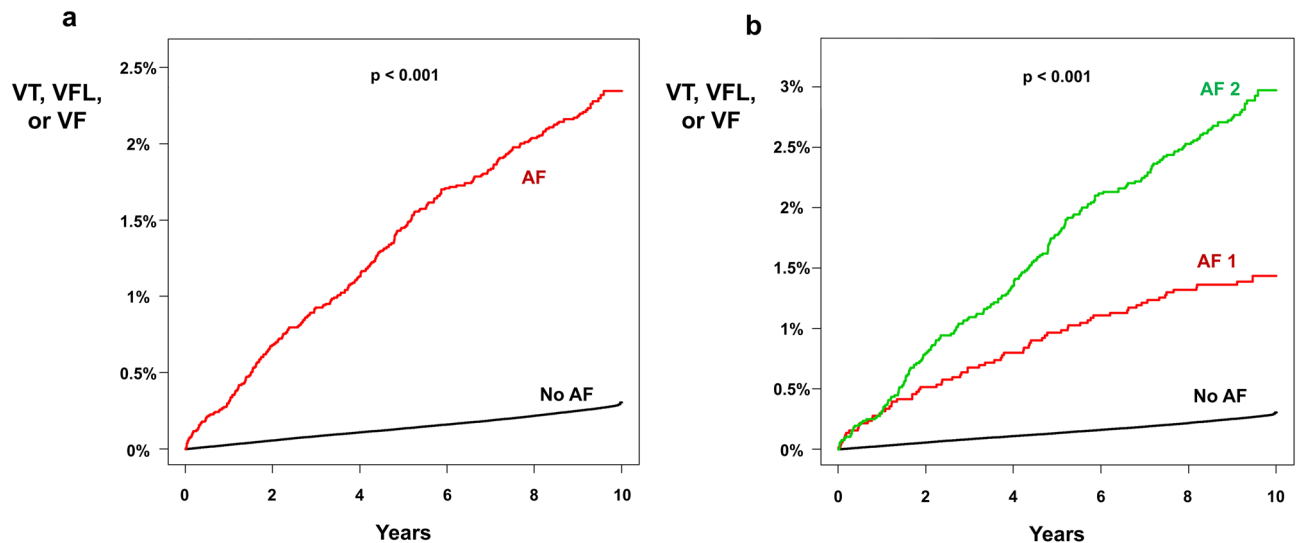 a
VT, VFL,
or VF
2.5%
2%
1.5%
1%
0.5%
0%
p < 0.001
AF
No AF
0
2
4
6
8
10
Years
b
VT, VFL,
or VF
3%
2.5%
2%
1.5%
1%
0.5%
0%
p < 0.001
AF 2
AF 1
No AF
0
2
4
6
8
10
Years